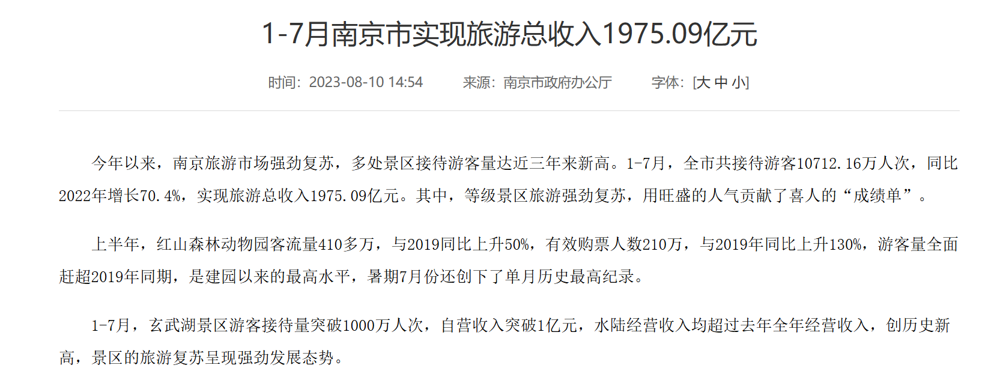 1-7月南京市实现旅游总收入1975.09亿元
时间：2023-08-10 14:54 来源：南京市政府办公厅 字体：[大 中 小]
今年以来，南京旅游市场强劲复苏，多处景区接待游客量达近三年来新高。1-7月，全市共接待游客10712.16万人次，同比
2022年增长70.4%，实现旅游总收入1975.09亿元。其中，等级景区旅游强劲复苏，用旺盛的人气贡献了喜人的“成绩单”。
上半年，红山森林动物园客流量410多万，与2019同比上升50%，有效购票人数210万，与2019年同比上升130%，游客量全面
赶超2019年同期，是建园以来的最高水平，暑期7月份还创下了单月历史最高纪录。
1-7月，玄武湖景区游客接待量突破1000万人次，自营收入突破1亿元，水陆经营收入均超过去年全年经营收入，创历史新
高，景区的旅游复苏呈现强劲发展态势。